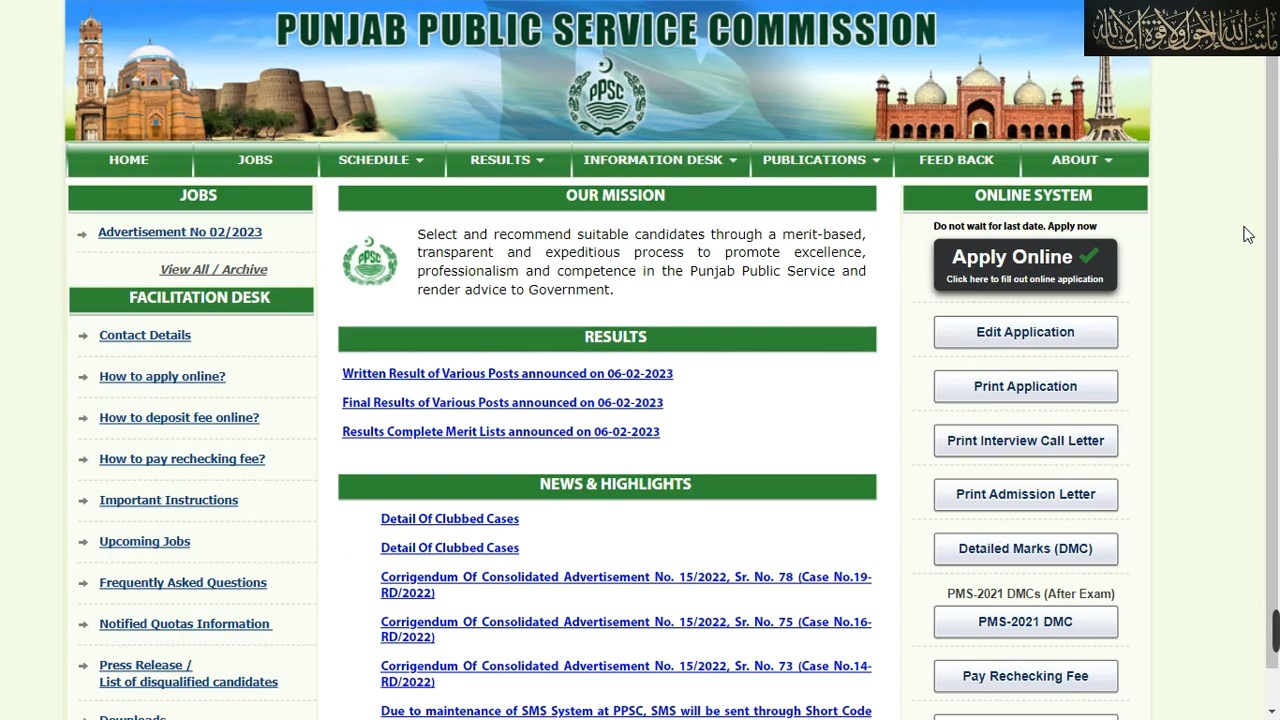 PUNJAB PUBLIC SERVICE COMMISSION
PPSC
HOME
JOBS
SCHEDULE
RESULTS
INFORMATION DESK
PUBLICATIONS
FEED BACK
ABOUT
JOBS
Advertisement No 02/2023
View All / Archive
FACILITATION DESK
Contact Details
How to apply online?
How to deposit fee online?
How to pay rechecking fee?
Important Instructions
Upcoming Jobs
Frequently Asked Questions
Notified Quotas Information
Press Release /
List of disqualified candidates
Downloads
OUR MISSION
PPSC
Select and recommend suitable candidates through a merit-based,
transparent and expeditious process to promote excellence,
professionalism and competence in the Punjab Public Service and
render advice to Government.
RESULTS
Written Result of Various Posts announced on 06-02-2023
Final Results of Various Posts announced on 06-02-2023
Results Complete Merit Lists announced on 06-02-2023
NEWS & HIGHLIGHTS
Detail Of Clubbed Cases
Detail Of Clubbed Cases
Corrigendum Of Consolidated Advertisement No. 15/2022, Sr. No. 78 (Case No.19-
RD/2022)
Corrigendum Of Consolidated Advertisement No. 15/2022, Sr. No. 75 (Case No.16-
RD/2022)
Corrigendum Of Consolidated Advertisement No. 15/2022, Sr. No. 73 (Case No.14-
RD/2022)
Due to maintenance of SMS System at PPSC, SMS will be sent through Short Code
ONLINE SYSTEM
Do not wait for last date. Apply now
Apply Online
Click here to fill out online application
Edit Application
Print Application
Print Interview Call Letter
Print Admission Letter
Detailed Marks (DMC)
PMS-2021 DMCs (After Exam)
PMS-2021 DMC
Pay Rechecking Fee
ماشاء الله لا حول ولا قوة إلا بالله